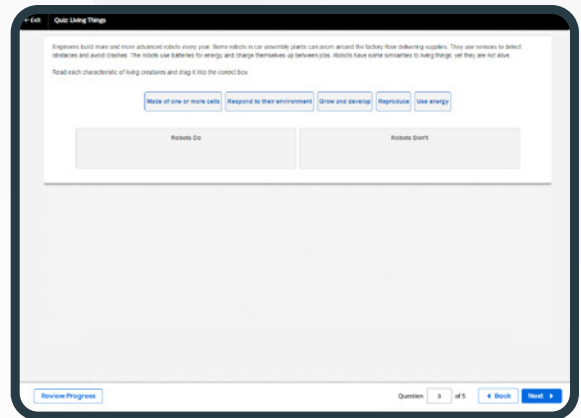 ← Exit Quiz: Living Things
Engineers build more and more advanced robots every year. Some robots in car assembly plants can zoom around the factory floor delivering supplies. They use sensors to detect
obstacles and avoid crashes. The robots use batteries for energy and charge themselves up between jobs. Robots have some similarities to living things, yet they are not alive.
Read each characteristic of living creatures and drag it into the correct box.
Made of one or more cells Respond to their environment Grow and develop Reproduce Use energy
Robots Do Robots Don't
Review Progress Question 3 of 5 Back Next